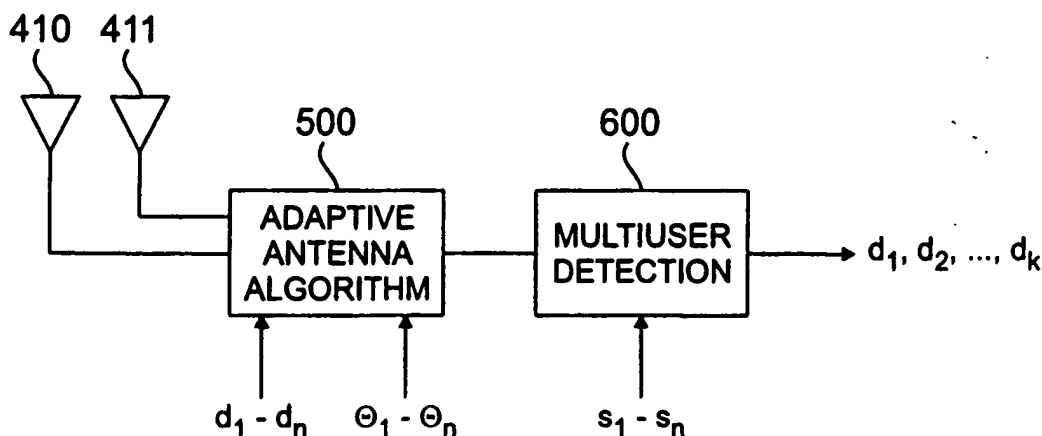 410 411
500 600
ADAPTIVE
ANTENNA
ALGORITHM
MULTIUSER
DETECTION
d₁, d₂, ..., dₖ
d₁ - dₙ Θ₁ - Θₙ s₁ - sₙ